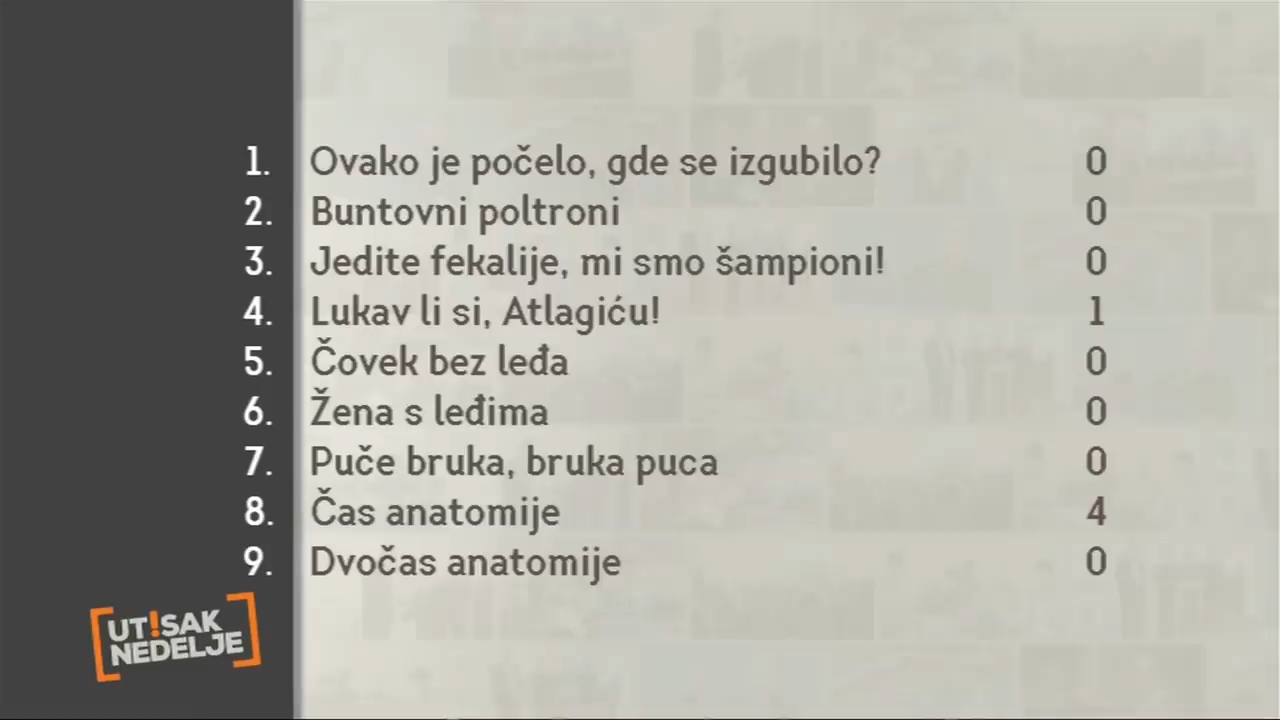 1. Ovako je počelo, gde se izgubilo? 0
2. Buntovni poltroni 0
3. Jedite fekalije, mi smo šampioni! 0
4. Lukav li si, Atlagiću! 1
5. Čovek bez leđa 0
6. Žena s leđima 0
7. Puče bruka, bruka puca 0
8. Čas anatomije 4
9. Dvočas anatomije 0
UT!SAK
NEDELJE